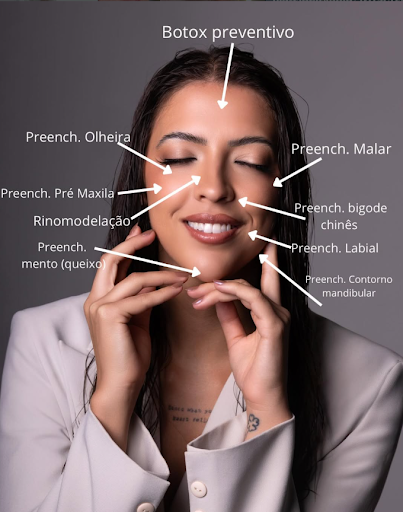 Botox preventivo
Preench. Olheira
Preench. Malar
Preench. Pré Maxila
Preench. bigode
chinês
Rinomodelação
Preench. Labial
Preench.
mento (queixo)
Preench. Contorno
mandibular